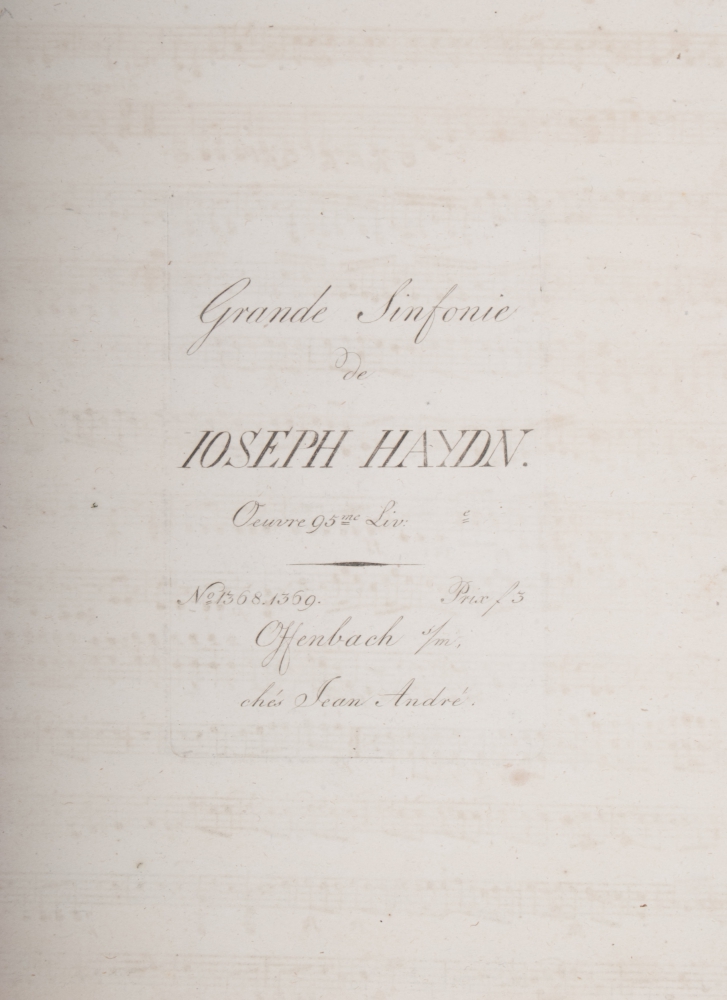 Grande Sinfonie
de
IOSEPH HAYDN.
Oeuvre 95me Liv: e
No 1368.1369. Prix f 3
Offenbach s/m,
chés Jean André.